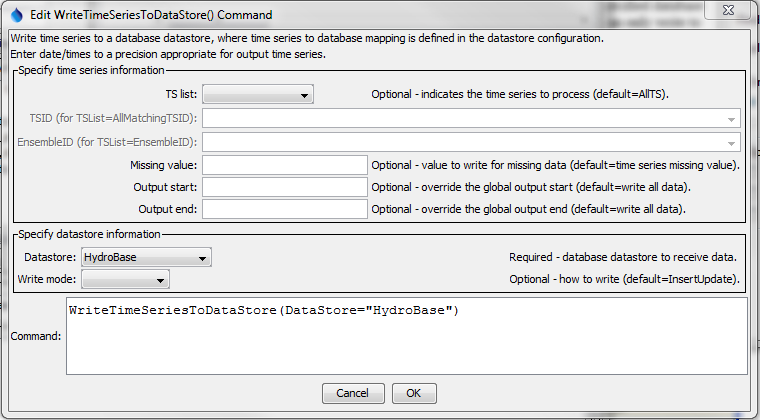 Edit WriteTimeSeriesToDataStore() Command
Write time series to a database datastore, where time series to database mapping is defined in the datastore configuration.
Enter date/times to a precision appropriate for output time series.
Specify time series information
TS list: Optional - indicates the time series to process (default=AllTS).
TSID (for TSList=AllMatchingTSID):
EnsembleID (for TSList=EnsembleID):
Missing value: Optional - value to write for missing data (default=time series missing value).
Output start: Optional - override the global output start (default=write all data).
Output end: Optional - override the global output end (default=write all data).
Specify datastore information
Datastore: HydroBase Required - database datastore to receive data.
Write mode: Optional - how to write (default=InsertUpdate).
WriteTimeSeriesToDataStore(DataStore="HydroBase")
Command:
Cancel OK